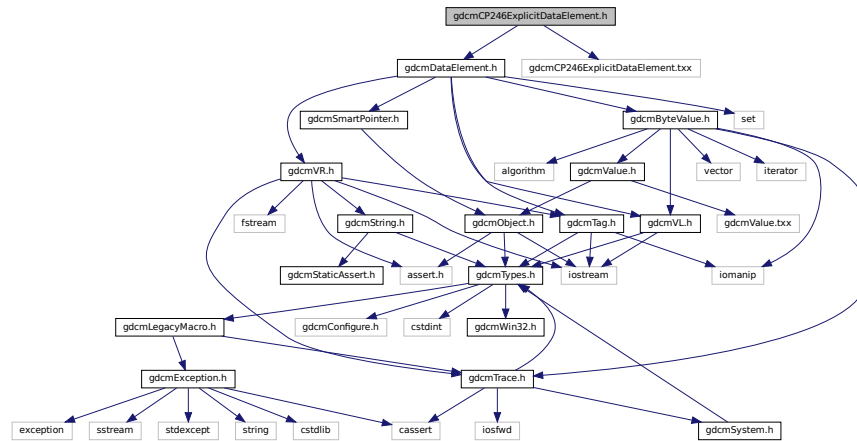 gdcmCP246ExplicitDataElement.h
gdcmDataElement.h
gdcmCP246ExplicitDataElement.txx
gdcmSmartPointer.h
gdcmByteValue.h
set
gdcmVR.h
algorithm
gdcmValue.h
vector
iterator
fstream
gdcmString.h
gdcmObject.h
gdcmTag.h
gdcmVL.h
gdcmValue.txx
gdcmStaticAssert.h
assert.h
gdcmTypes.h
iostream
iomanip
gdcmLegacyMacro.h
gdcmConfigure.h
cstdint
gdcmWin32.h
gdcmException.h
gdcmTrace.h
exception
sstream
stdexcept
string
cstdlib
cassert
iosfwd
gdcmSystem.h